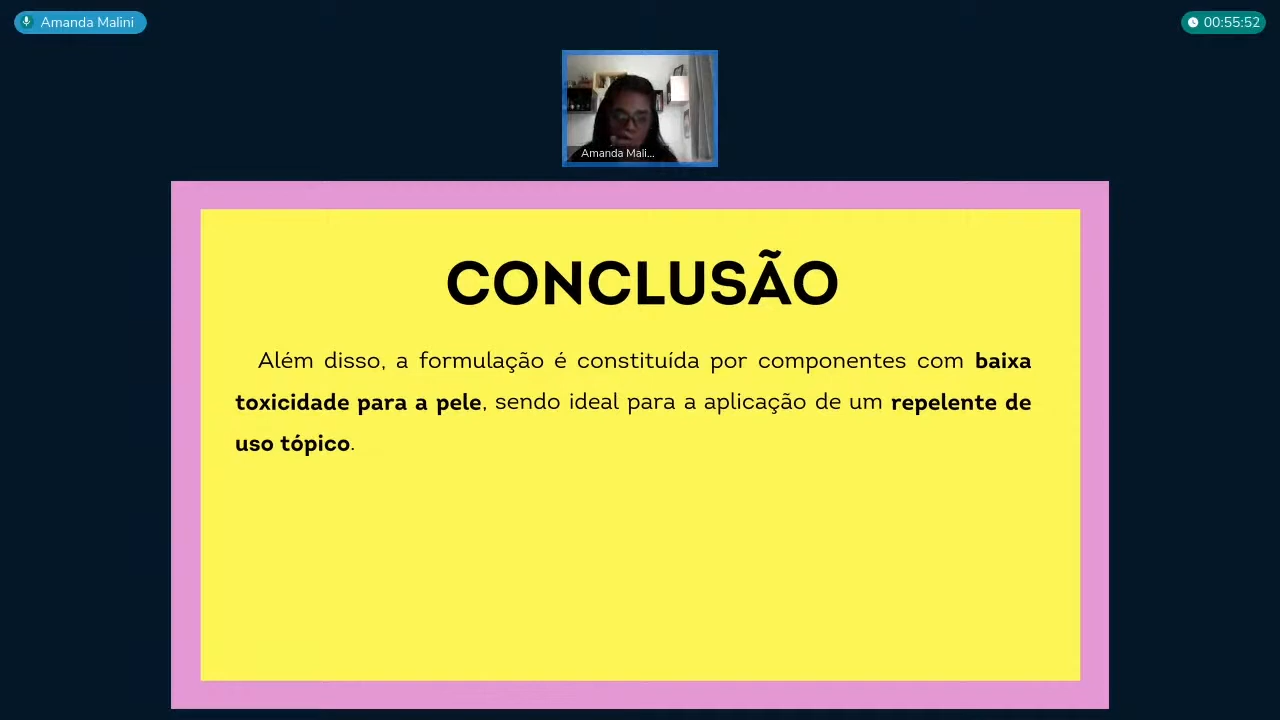 Amanda Malini
00:55:52
Amanda Mali...
CONCLUSÃO
Além disso, a formulação é constituída por componentes com baixa
toxicidade para a pele, sendo ideal para a aplicação de um repelente de
uso tópico.